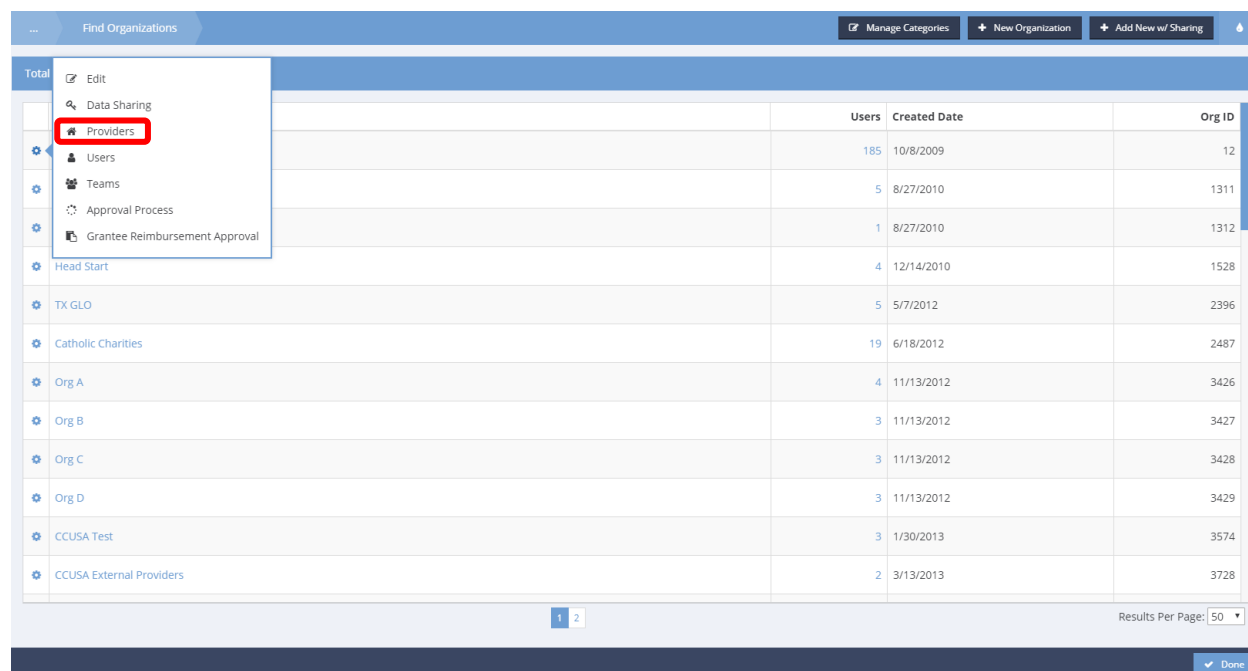 ... Find Organizations Manage Categories + New Organization + Add New w/ Sharing
Total
Edit
Data Sharing
Providers
Users
Teams
Approval Process
Grantee Reimbursement Approval
Users Created Date Org ID
185 10/8/2009 12
5 8/27/2010 1311
1 8/27/2010 1312
Head Start 4 12/14/2010 1528
TX GLO 5 5/7/2012 2396
Catholic Charities 19 6/18/2012 2487
Org A 4 11/13/2012 3426
Org B 3 11/13/2012 3427
Org C 3 11/13/2012 3428
Org D 3 11/13/2012 3429
CCUSA Test 3 1/30/2013 3574
CCUSA External Providers 2 3/13/2013 3728
1 2 Results Per Page: 50
Done